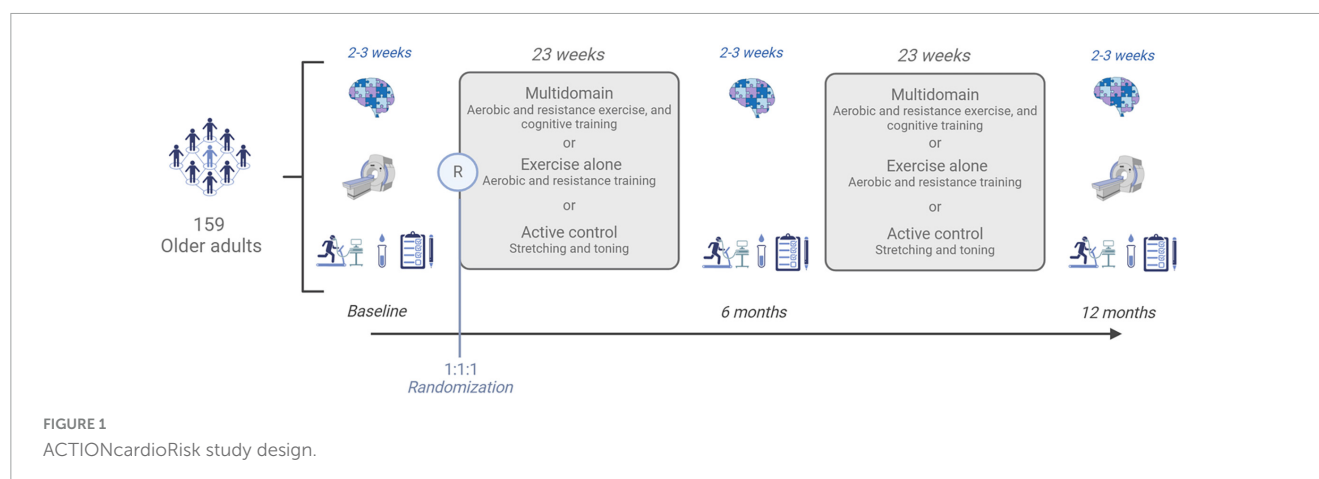 2-3 weeks
23 weeks
2-3 weeks
23 weeks
2-3 weeks
159
Older adults
R
Multidomain
Aerobic and resistance exercise, and
cognitive training
or
Exercise alone
Aerobic and resistance training
or
Active control
Stretching and toning
Multidomain
Aerobic and resistance exercise, and
cognitive training
or
Exercise alone
Aerobic and resistance training
or
Active control
Stretching and toning
Baseline
6 months
12 months
1:1:1
Randomization
FIGURE 1
ACTIONcardioRisk study design.